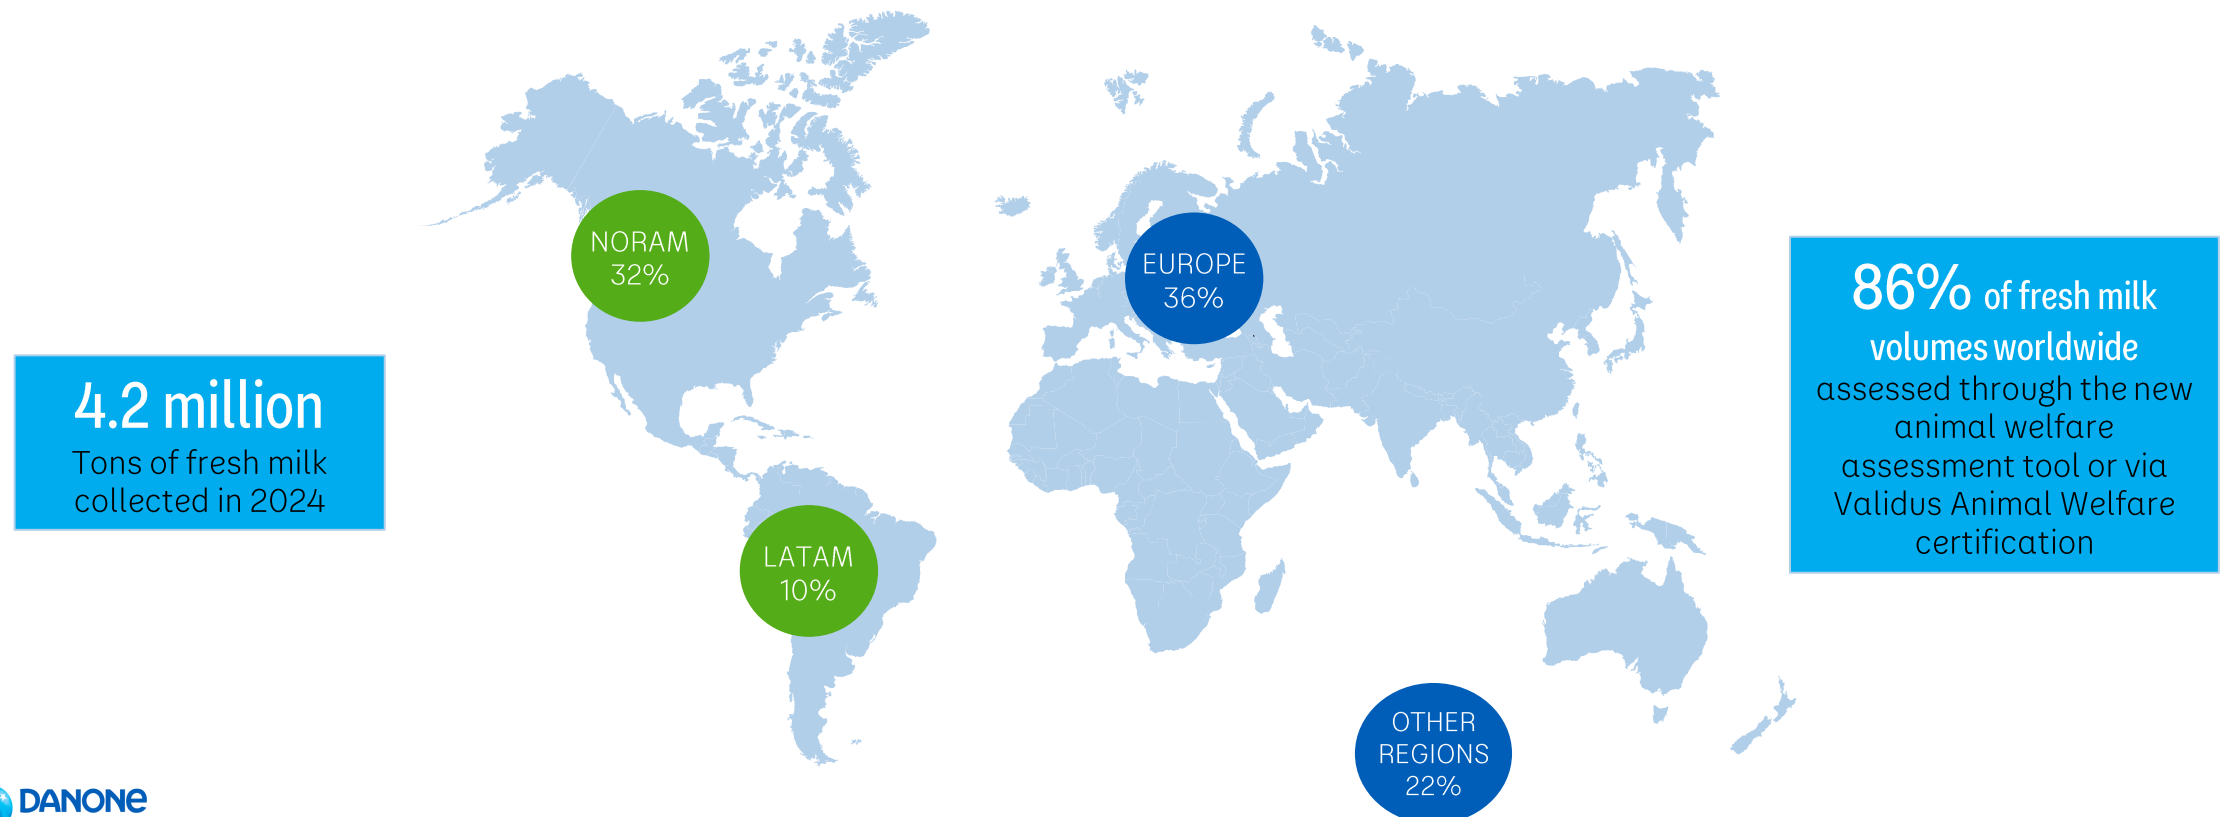 NORAM
32%
EUROPE
36%
86% of fresh milk
volumes worldwide
assessed through the new
animal welfare
assessment tool or via
Validus Animal Welfare
certification
4.2 million
Tons of fresh milk
collected in 2024
LATAM
10%
OTHER
REGIONS
22%
DANONE